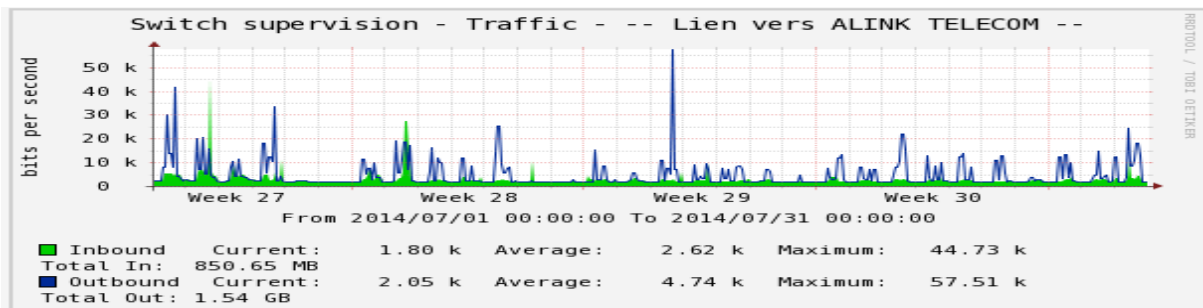 Switch supervision - Traffic - -- Lien vers ALINK TELECOM --
RRDTOOL / TOBI OETIKER
bits per second
50 k
40 k
30 k
20 k
10 k
0
Week 27 Week 28 Week 29 Week 30
From 2014/07/01 00:00:00 To 2014/07/31 00:00:00
Inbound Current: 1.80 k Average: 2.62 k Maximum: 44.73 k
Total In: 850.65 MB
Outbound Current: 2.05 k Average: 4.74 k Maximum: 57.51 k
Total Out: 1.54 GB